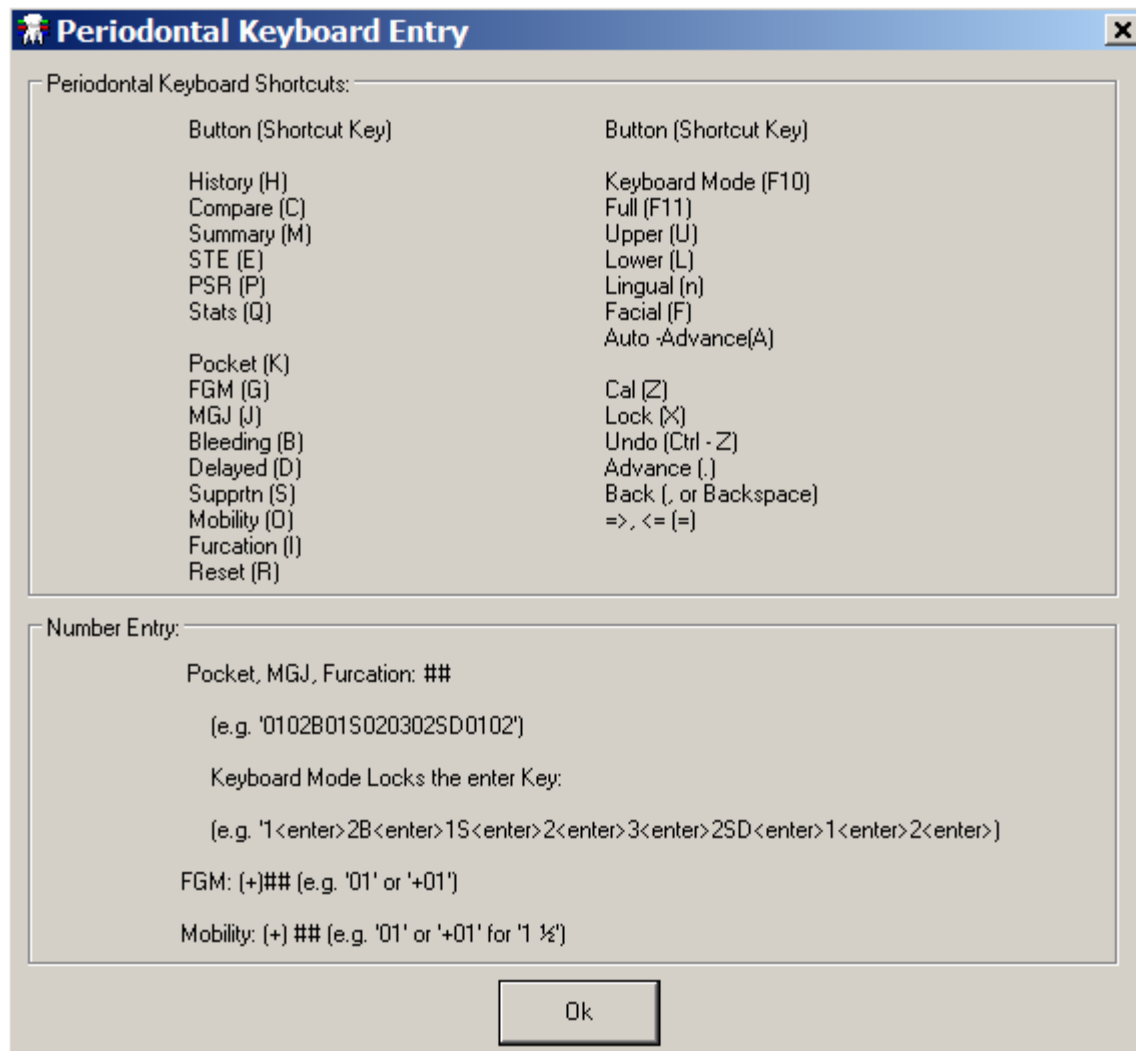 Periodontal Keyboard Entry
Periodontal Keyboard Shortcuts:
Button (Shortcut Key)
History (H)
Compare (C)
Summary (M)
STE (E)
PSR (P)
Stats (Q)
Pocket (K)
FGM (G)
MGJ (J)
Bleeding (B)
Delayed (D)
Supprtn (S)
Mobility (O)
Furcation (I)
Reset (R)
Button (Shortcut Key)
Keyboard Mode (F10)
Full (F11)
Upper (U)
Lower (L)
Lingual (n)
Facial (F)
Auto -Advance(A)
Cal (Z)
Lock (X)
Undo (Ctrl - Z)
Advance (.)
Back (, or Backspace)
=>, <= (=)
Number Entry:
Pocket, MGJ, Furcation: ##
(e.g. '0102B01S020302SD0102')
Keyboard Mode Locks the enter Key:
(e.g. '1<enter>2B<enter>1S<enter>2<enter>3<enter>2SD<enter>1<enter>2<enter>)
FGM: (+)## (e.g. '01' or '+01')
Mobility: (+) ## (e.g. '01' or '+01' for '1 ½')
Ok